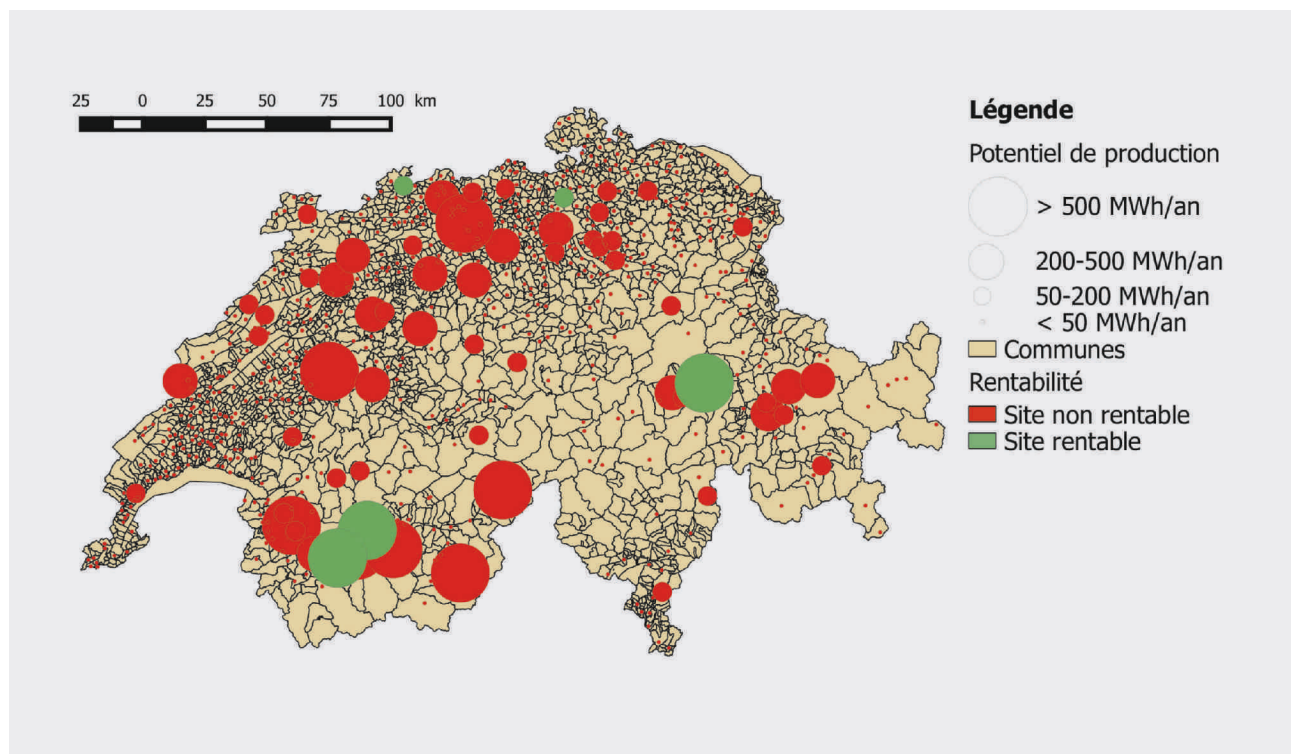 25 0 25 50 75 100 km
Légende
Potentiel de production
> 500 MWh/an
200-500 MWh/an
50-200 MWh/an
< 50 MWh/an
Communes
Rentabilité
Site non rentable
Site rentable